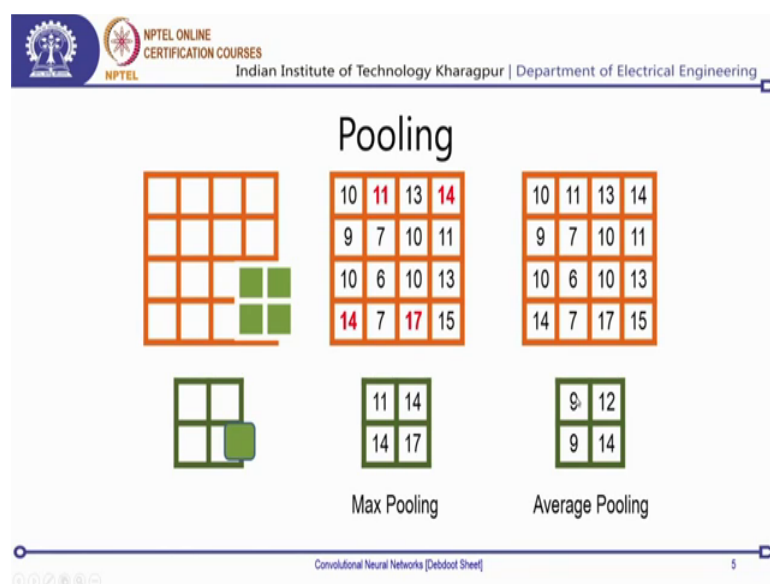 NPTEL ONLINE
CERTIFICATION COURSES
NPTEL
Indian Institute of Technology Kharagpur | Department of Electrical Engineering
Pooling
10 11 13 14
9 7 10 11
10 6 10 13
14 7 17 15
10 11 13 14
9 7 10 11
10 6 10 13
14 7 17 15
11 14
14 17
9 12
9 14
Max Pooling
Average Pooling
Convolutional Neural Networks [Debdoot Sheet]
5